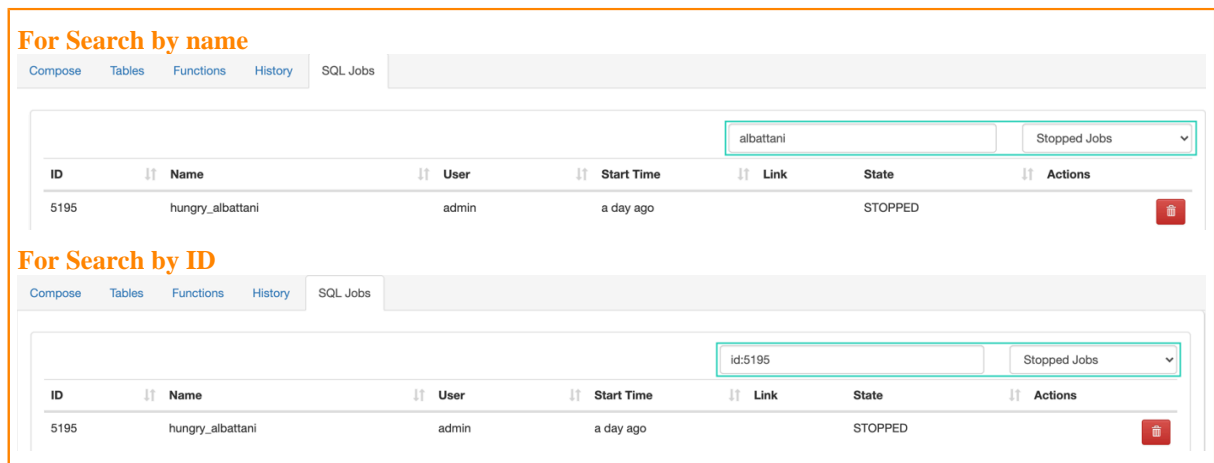 For Search by name
Compose Tables Functions History SQL Jobs
albattani Stopped Jobs
ID Name User Start Time Link State Actions
5195 hungry_albattani admin a day ago STOPPED
For Search by ID
Compose Tables Functions History SQL Jobs
id:5195 Stopped Jobs
ID Name User Start Time Link State Actions
5195 hungry_albattani admin a day ago STOPPED